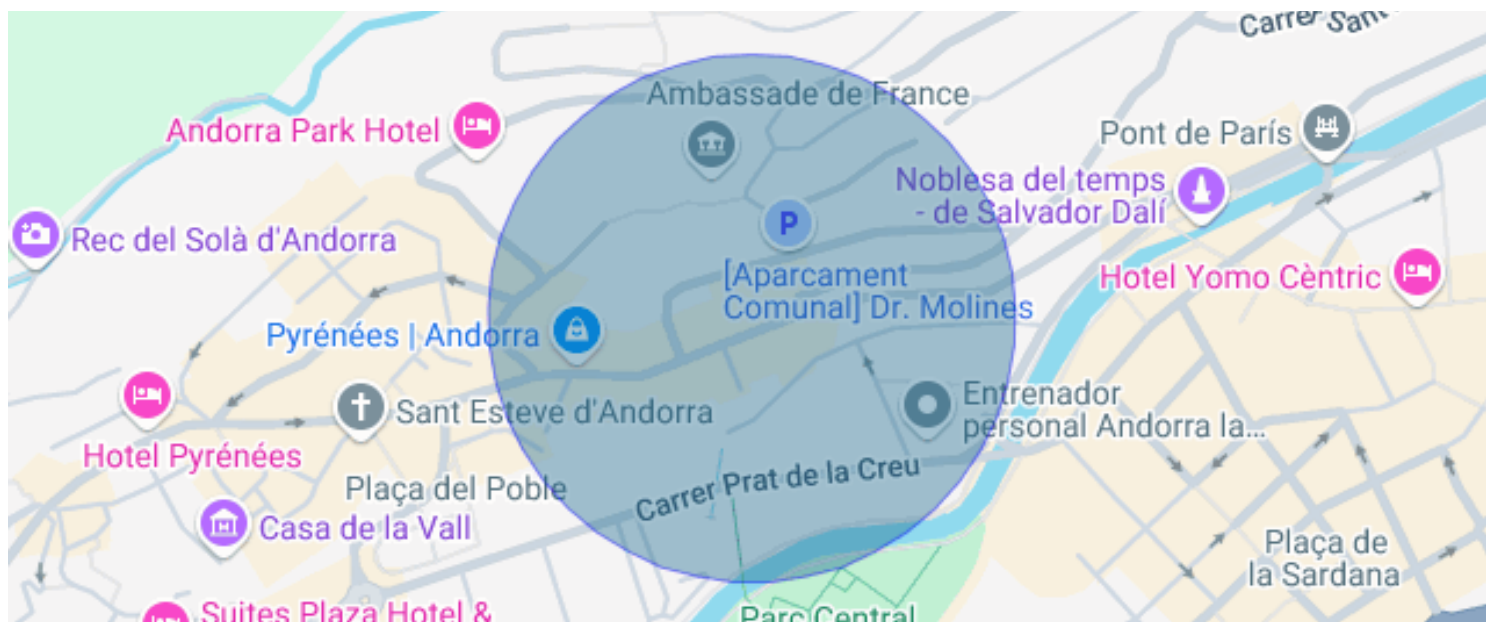 Carrer Sant
Ambassade de France
Andorra Park Hotel
Pont de París
Noblesa del temps
- de Salvador Dalí
P
Rec del Solà d'Andorra
[Aparcament
Comunal] Dr. Molines
Hotel Yomo Cèntric
Pyrénées | Andorra
Entrenador
personal Andorra la...
Sant Esteve d'Andorra
Hotel Pyrénées
Plaça del Poble
Carrer Prat de la Creu
Casa de la Vall
Plaça de
la Sardana
Suites Plaza Hotel &
Parc Central